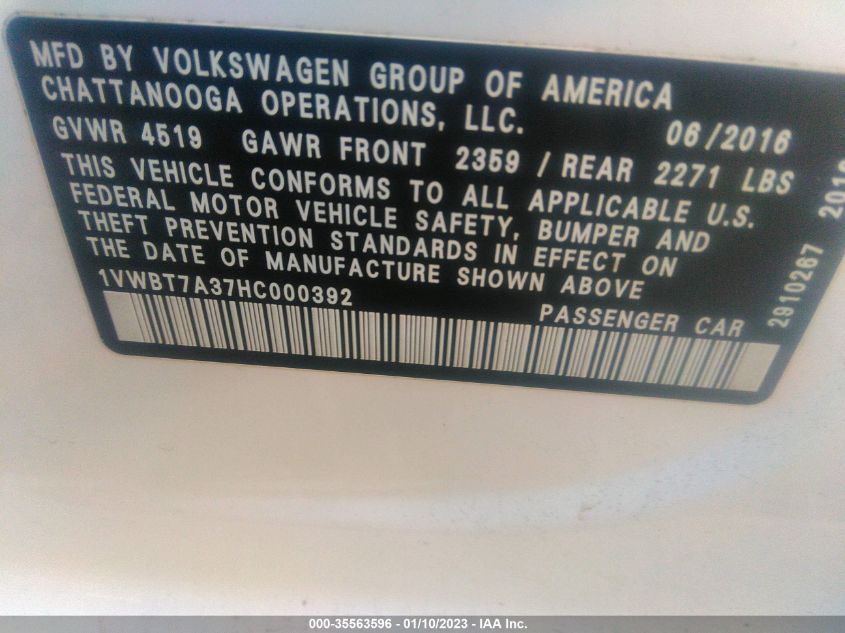 MFD BY VOLKSWAGEN GROUP OF AMERICA
CHATTANOOGA OPERATIONS, LLC. 06/2016
GVWR 4519 GAWR FRONT 2359 / REAR 2271 LBS
THIS VEHICLE CONFORMS TO ALL APPLICABLE U.S.
FEDERAL MOTOR VEHICLE SAFETY, BUMPER AND
THEFT PREVENTION STANDARDS IN EFFECT ON
THE DATE OF MANUFACTURE SHOWN ABOVE
1VWBT7A37HC000392 PASSENGER CAR
2910267
000-35563596 - 01/10/2023 - IAA Inc.